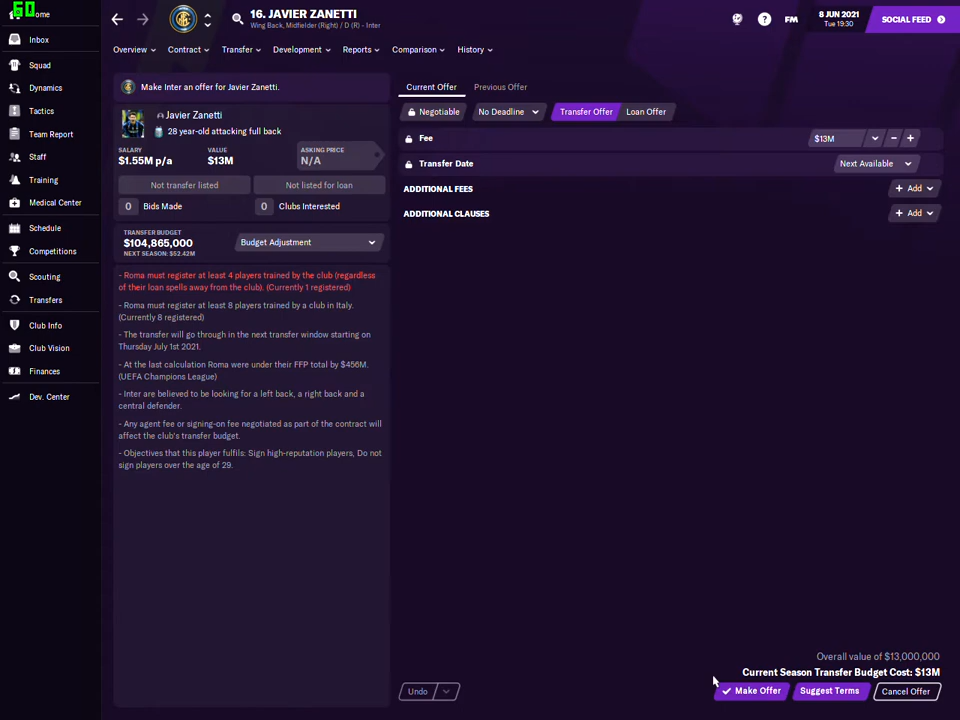 60
ome
16. JAVIER ZANETTI
Wing Back, Midfielder (Right) / D (R) - Inter
FM
8 JUN 2021
Tue 19:30
SOCIAL FEED
Inbox
Squad
Dynamics
Tactics
Team Report
Staff
Training
Medical Center
Schedule
Competitions
Scouting
Transfers
Club Info
Club Vision
Finances
Dev. Center
Overview
Contract
Transfer
Development
Reports
Comparison
History
Make Inter an offer for Javier Zanetti.
Javier Zanetti
28 year-old attacking full back
SALARY
$1.55M p/a
VALUE
$13M
ASKING PRICE
N/A
Not transfer listed
Not listed for loan
0 Bids Made
0 Clubs Interested
TRANSFER BUDGET
$104,865,000
NEXT SEASON: $52.42M
Budget Adjustment
- Roma must register at least 4 players trained by the club (regardless
of their loan spells away from the club). (Currently 1 registered)
- Roma must register at least 8 players trained by a club in Italy.
(Currently 8 registered)
- The transfer will go through in the next transfer window starting on
Thursday July 1st 2021.
- At the last calculation Roma were under their FFP total by $456M.
(UEFA Champions League)
- Inter are believed to be looking for a left back, a right back and a
central defender.
- Any agent fee or signing-on fee negotiated as part of the contract will
affect the club's transfer budget.
- Objectives that this player fulfils: Sign high-reputation players, Do not
sign players over the age of 29.
Current Offer
Previous Offer
Negotiable
No Deadline
Transfer Offer
Loan Offer
Fee
$13M
Transfer Date
Next Available
ADDITIONAL FEES
Add
ADDITIONAL CLAUSES
Add
Overall value of $13,000,000
Current Season Transfer Budget Cost: $13M
Undo
Make Offer
Suggest Terms
Cancel Offer